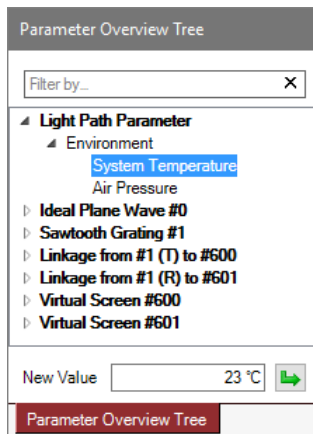 Parameter Overview Tree
Filter by...
Light Path Parameter
Environment
System Temperature
Air Pressure
Ideal Plane Wave #0
Sawtooth Grating #1
Linkage from #1 (T) to #600
Linkage from #1 (R) to #601
Virtual Screen #600
Virtual Screen #601
New Value 23 °C
Parameter Overview Tree